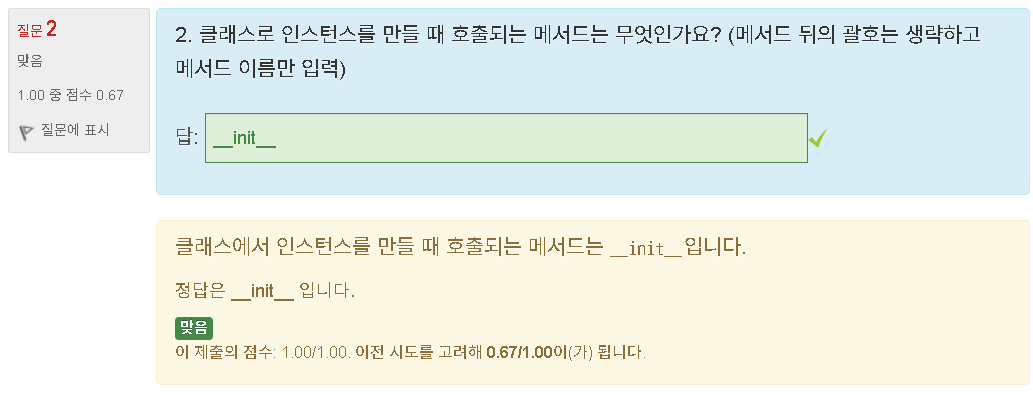 질문 2
맞음
1.00 중 점수 0.67
질문에 표시
2. 클래스로 인스턴스를 만들 때 호출되는 메서드는 무엇인가요? (메서드 뒤의 괄호는 생략하고
메서드 이름만 입력)
답: __init__
클래스에서 인스턴스를 만들 때 호출되는 메서드는 __init__입니다.
정답은 __init__ 입니다.
맞음
이 제출의 점수: 1.00/1.00. 이전 시도를 고려해 0.67/1.00이(가) 됩니다.